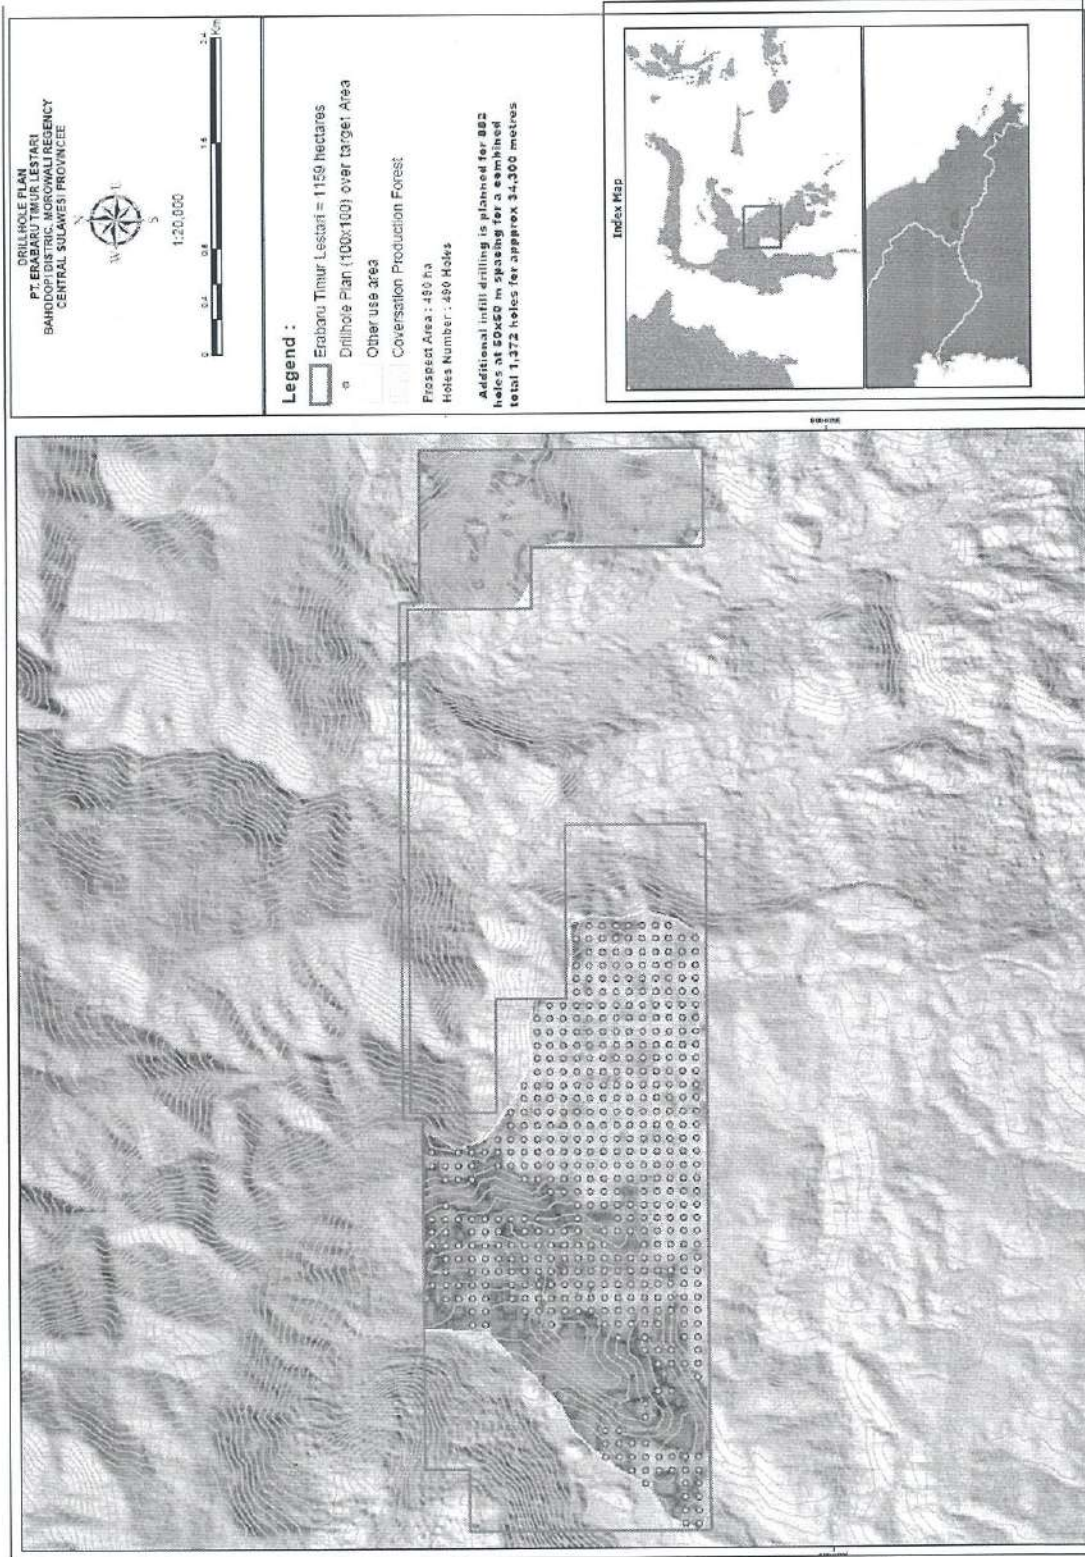 DRILLHOLE PLAN
PT. ERABARU TIMUR LESTARI
BAHODOPI DISTRIC, MOROWALI REGENCY
CENTRAL SULAWESI PROVINCEE
N
W
S
1:20,000
0 0.4 0.8 1.6 2.4
Km
Legend :
Erabaru Timur Lestari = 1159 hectares
Drillhole Plan (100x100) over target Area
Other use area
Coversation Production Forest
Prospect Area : 490 ha
Holes Number : 490 Holes
Additional infill drilling is planned for 882
holes at 50x50 m spacing for a combined
total 1,372 holes for approx 34,300 metres
Index Map